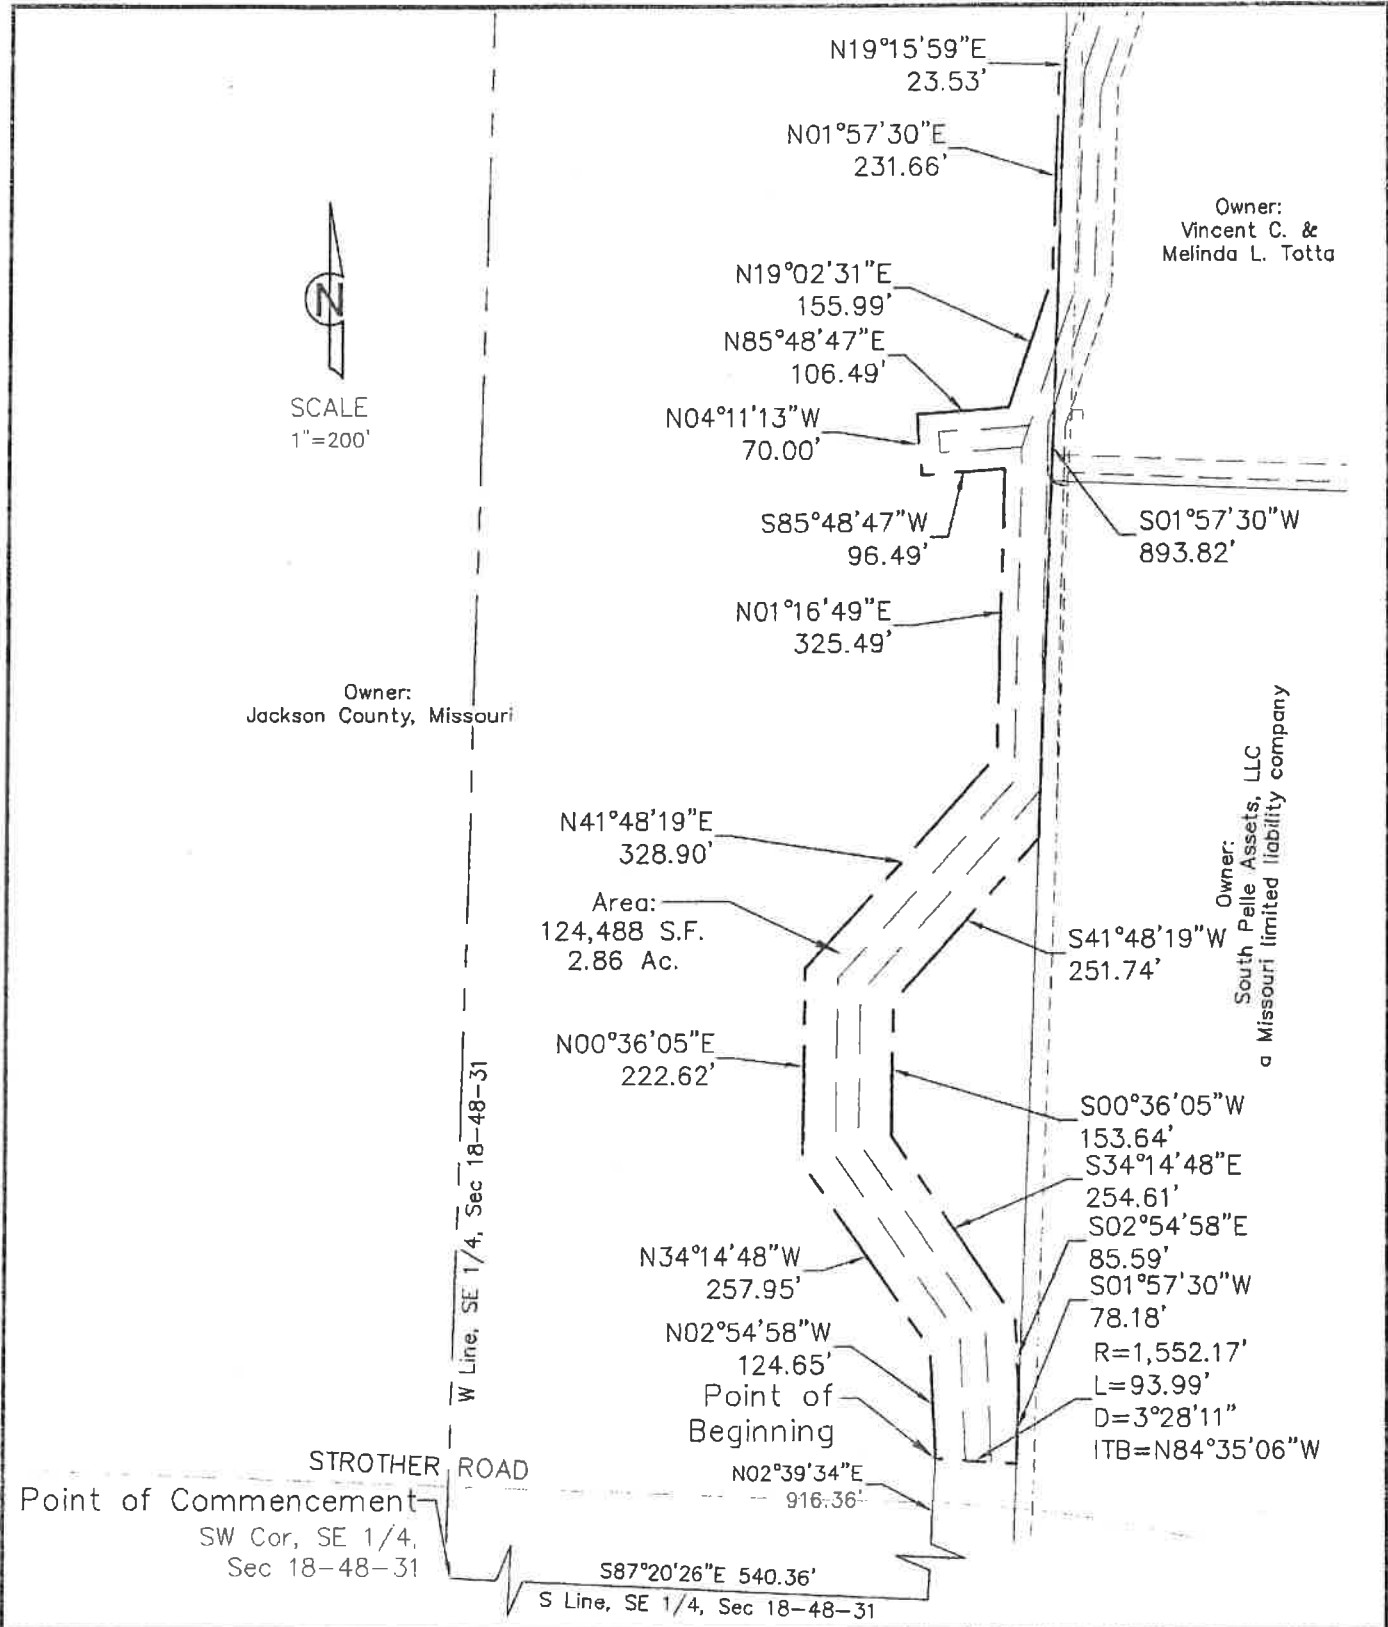 N19°15'59"E
23.53'
N01°57'30"E
231.66'
Owner:
Vincent C. &
Melinda L. Totta
N19°02'31"E
155.99'
N85°48'47"E
106.49'
N04°11'13"W
70.00'
N
SCALE
1"=200'
S85°48'47"W
96.49'
S01°57'30"W
893.82'
N01°16'49"E
325.49'
Owner:
Jackson County, Missouri
Owner:
South Pelle Assets, LLC
a Missouri limited liability company
N41°48'19"E
328.90'
Area:
124,488 S.F.
2.86 Ac.
S41°48'19"W
251.74'
N00°36'05"E
222.62'
S00°36'05"W
153.64'
S34°14'48"E
254.61'
S02°54'58"E
85.59'
S01°57'30"W
78.18'
R=1,552.17'
L=93.99'
D=3°28'11"
ITB=N84°35'06"W
W Line, SE 1/4, Sec 18-48-31
N34°14'48"W
257.95'
N02°54'58"W
124.65'
Point of
Beginning
STROTHER ROAD
N02°39'34"E
916.36'
Point of Commencement
SW Cor, SE 1/4,
Sec 18-48-31
S87°20'26"E 540.36'
S Line, SE 1/4, Sec 18-48-31